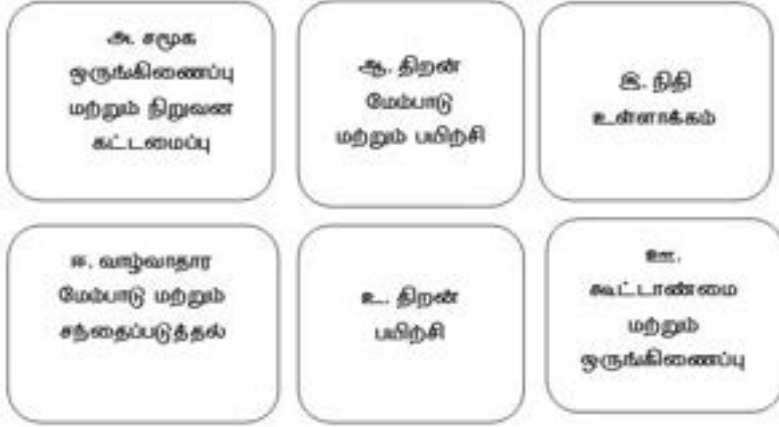 அ. சமூக
ஒருங்கிணைப்பு
மற்றும் நிறுவன
கட்டமைப்பு
ஆ. திறன்
மேம்பாடு
மற்றும் பயிற்சி
இ. நிதி
உள்ளாக்கம்
ஈ. வாழ்வாதார
மேம்பாடு மற்றும்
சந்தைப்படுத்தல்
உ. திறன்
பயிற்சி
ஊ.
கூட்டாண்மை
மற்றும்
ஒருங்கிணைப்பு